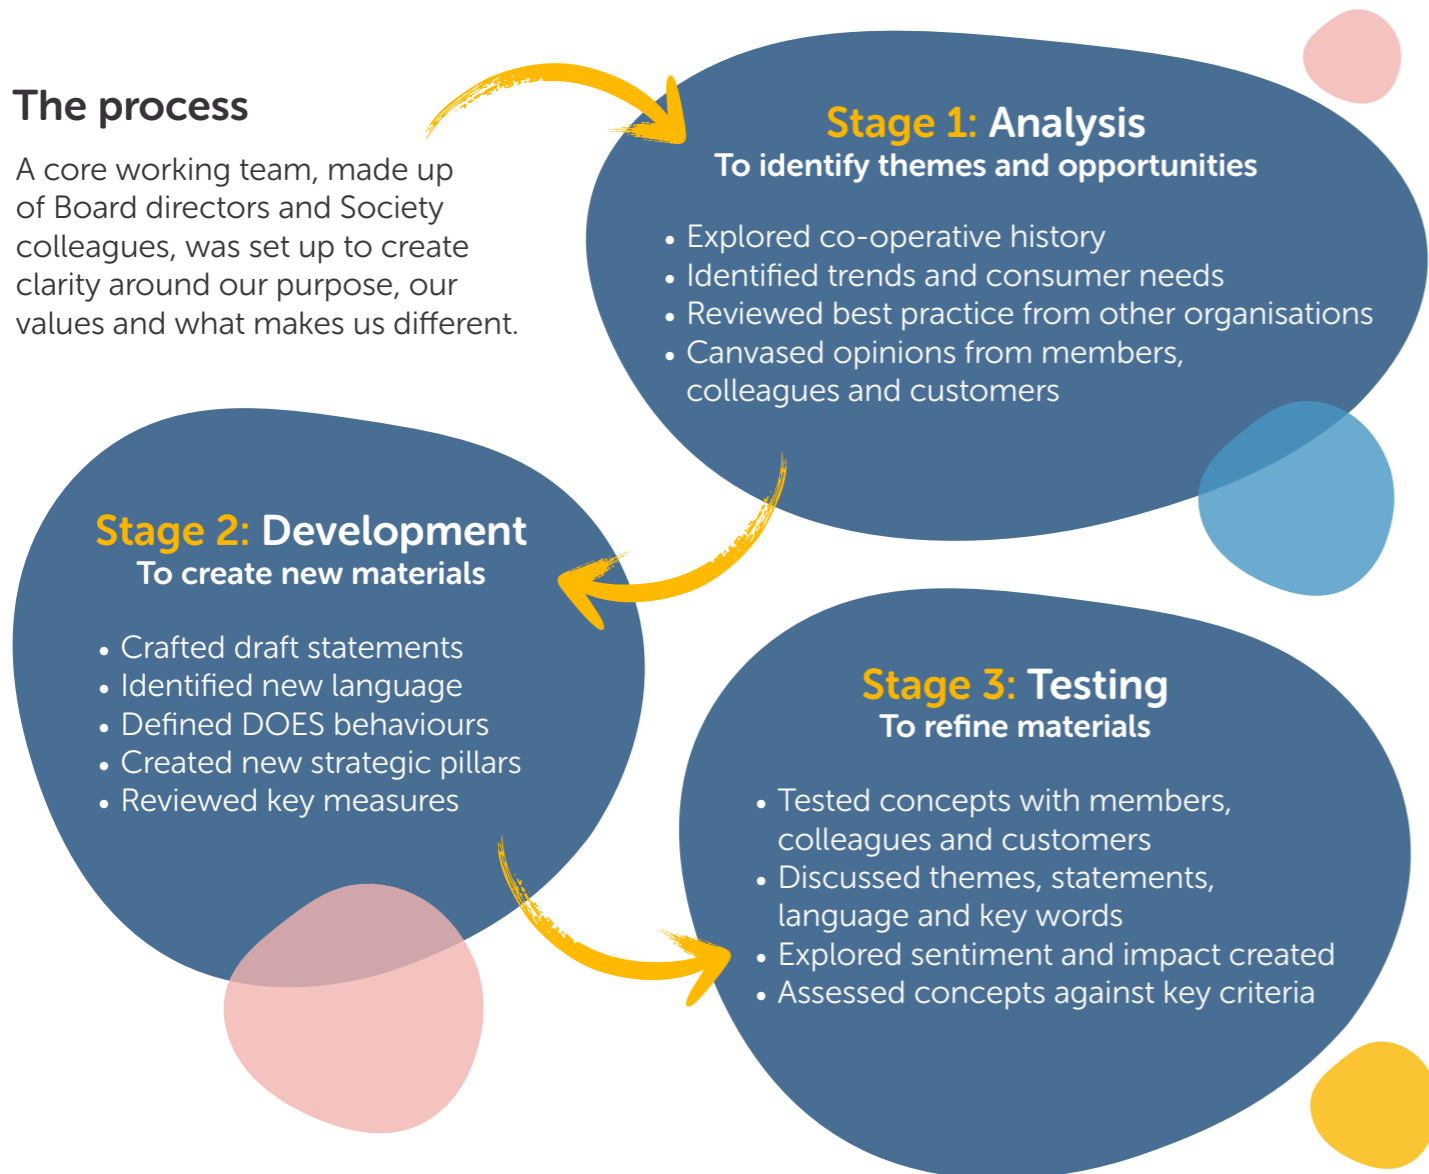 The process
A core working team, made up
of Board directors and Society
colleagues, was set up to create
clarity around our purpose, our
values and what makes us different.
Stage 1: Analysis
To identify themes and opportunities
• Explored co-operative history
• Identified trends and consumer needs
• Reviewed best practice from other organisations
• Canvased opinions from members,
colleagues and customers
Stage 2: Development
To create new materials
• Crafted draft statements
• Identified new language
• Defined DOES behaviours
• Created new strategic pillars
• Reviewed key measures
Stage 3: Testing
To refine materials
• Tested concepts with members,
colleagues and customers
• Discussed themes, statements,
language and key words
• Explored sentiment and impact created
• Assessed concepts against key criteria